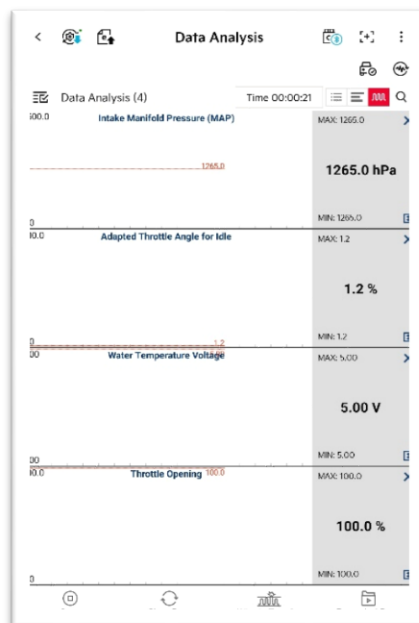 Data Analysis
Data Analysis (4)
Time 00:00:21
Intake Manifold Pressure (MAP)
MAX: 1265.0
1265.0
1265.0 hPa
0
MIN: 1265.0
Adapted Throttle Angle for Idle
MAX: 1.2
1.2 %
0
1.2
MIN: 1.2
Water Temperature Voltage
MAX: 5.00
5.00 V
MIN: 5.00
Throttle Opening
100.0
MAX: 100.0
100.0 %
0
MIN: 100.0